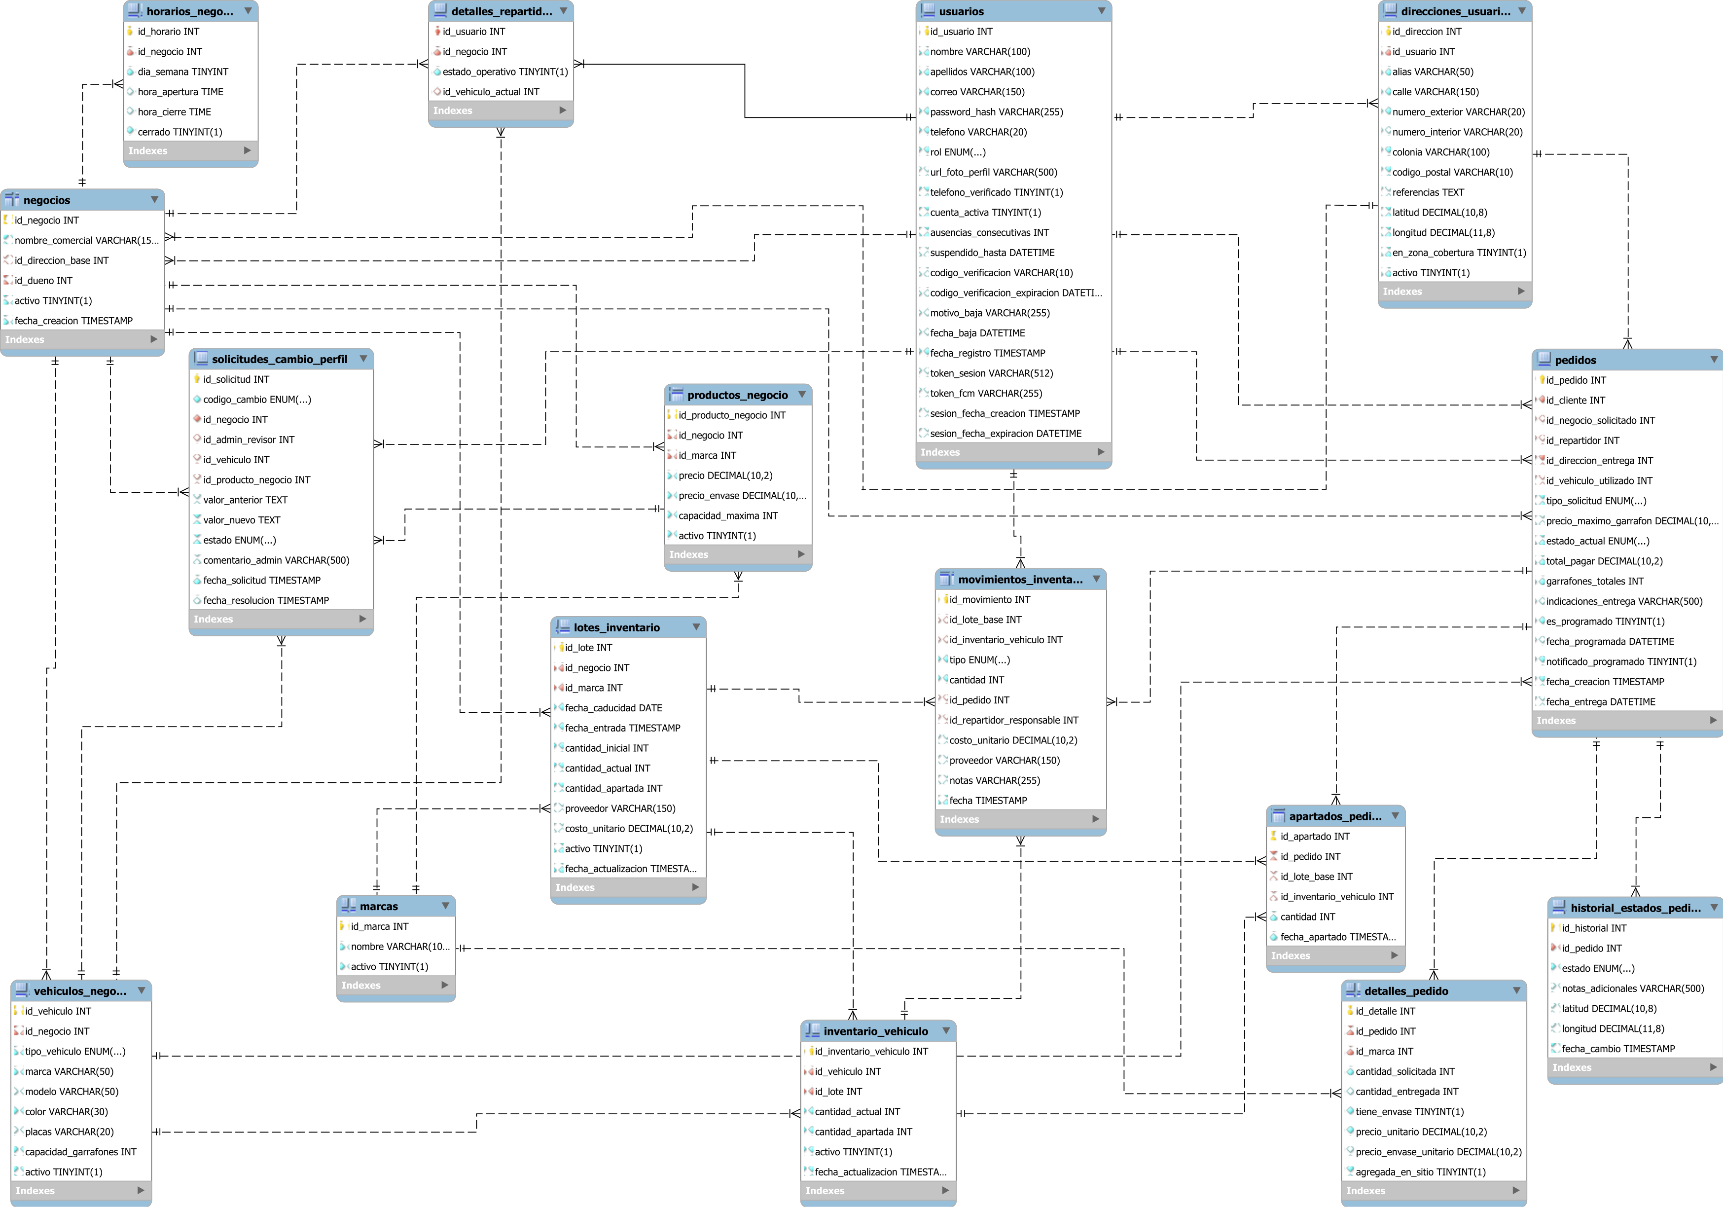 horarios_nego...
id_horario INT
id_negocio INT
dia_semana TINYINT
hora_apertura TIME
hora_cierre TIME
cerrado TINYINT(1)
Indexes
detalles_repartid...
id_usuario INT
id_negocio INT
estado_operativo TINYINT(1)
id_vehiculo_actual INT
Indexes
usuarios
id_usuario INT
nombre VARCHAR(100)
apellidos VARCHAR(100)
correo VARCHAR(150)
password_hash VARCHAR(255)
telefono VARCHAR(20)
rol ENUM(...)
url_foto_perfil VARCHAR(500)
telefono_verificado TINYINT(1)
cuenta_activa TINYINT(1)
ausencias_consecutivas INT
suspendido_hasta DATETIME
codigo_verificacion VARCHAR(10)
codigo_verificacion_expiracion DATETI...
motivo_baja VARCHAR(255)
fecha_baja DATETIME
fecha_registro TIMESTAMP
token_sesion VARCHAR(512)
token_fcm VARCHAR(255)
sesion_fecha_creacion TIMESTAMP
sesion_fecha_expiracion DATETIME
Indexes
direcciones_usuari...
id_direccion INT
id_usuario INT
alias VARCHAR(50)
calle VARCHAR(150)
numero_exterior VARCHAR(20)
numero_interior VARCHAR(20)
colonia VARCHAR(100)
codigo_postal VARCHAR(10)
referencias TEXT
latitud DECIMAL(10,8)
longitud DECIMAL(11,8)
en_zona_cobertura TINYINT(1)
activo TINYINT(1)
Indexes
negocios
id_negocio INT
nombre_comercial VARCHAR(15...
id_direccion_base INT
id_dueno INT
activo TINYINT(1)
fecha_creacion TIMESTAMP
Indexes
solicitudes_cambio_perfil
id_solicitud INT
codigo_cambio ENUM(...)
id_negocio INT
id_admin_revisor INT
id_vehiculo INT
id_producto_negocio INT
valor_anterior TEXT
valor_nuevo TEXT
estado ENUM(...)
comentario_admin VARCHAR(500)
fecha_solicitud TIMESTAMP
fecha_resolucion TIMESTAMP
Indexes
productos_negocio
id_producto_negocio INT
id_negocio INT
id_marca INT
precio DECIMAL(10,2)
precio_envase DECIMAL(10,...
capacidad_maxima INT
activo TINYINT(1)
Indexes
pedidos
id_pedido INT
id_cliente INT
id_negocio_solicitado INT
id_repartidor INT
id_direccion_entrega INT
id_vehiculo_utilizado INT
tipo_solicitud ENUM(...)
precio_maximo_garrafon DECIMAL(10,...
estado_actual ENUM(...)
total_pagar DECIMAL(10,2)
garrafones_totales INT
indicaciones_entrega VARCHAR(500)
es_programado TINYINT(1)
fecha_programada DATETIME
notificado_programado TINYINT(1)
fecha_creacion TIMESTAMP
fecha_entrega DATETIME
Indexes
movimientos_inventa...
id_movimiento INT
id_lote_base INT
id_inventario_vehiculo INT
tipo ENUM(...)
cantidad INT
id_pedido INT
id_repartidor_responsable INT
costo_unitario DECIMAL(10,2)
proveedor VARCHAR(150)
notas VARCHAR(255)
fecha TIMESTAMP
Indexes
lotes_inventario
id_lote INT
id_negocio INT
id_marca INT
fecha_caducidad DATE
fecha_entrada TIMESTAMP
cantidad_inicial INT
cantidad_actual INT
cantidad_apartada INT
proveedor VARCHAR(150)
costo_unitario DECIMAL(10,2)
activo TINYINT(1)
fecha_actualizacion TIMESTA...
Indexes
apartados_pedi...
id_apartado INT
id_pedido INT
id_lote_base INT
id_inventario_vehiculo INT
cantidad INT
fecha_apartado TIMESTA...
Indexes
marcas
id_marca INT
nombre VARCHAR(10...
activo TINYINT(1)
Indexes
historial_estados_pedi...
id_historial INT
id_pedido INT
estado ENUM(...)
notas_adicionales VARCHAR(500)
latitud DECIMAL(10,8)
longitud DECIMAL(11,8)
fecha_cambio TIMESTAMP
Indexes
vehiculos_nego...
id_vehiculo INT
id_negocio INT
tipo_vehiculo ENUM(...)
marca VARCHAR(50)
modelo VARCHAR(50)
color VARCHAR(30)
placas VARCHAR(20)
capacidad_garrafones INT
activo TINYINT(1)
Indexes
inventario_vehiculo
id_inventario_vehiculo INT
id_vehiculo INT
id_lote INT
cantidad_actual INT
cantidad_apartada INT
activo TINYINT(1)
fecha_actualizacion TIMESTA...
Indexes
detalles_pedido
id_detalle INT
id_pedido INT
id_marca INT
cantidad_solicitada INT
cantidad_entregada INT
tiene_envase TINYINT(1)
precio_unitario DECIMAL(10,2)
precio_envase_unitario DECIMAL(10,2)
agregada_en_sitio TINYINT(1)
Indexes